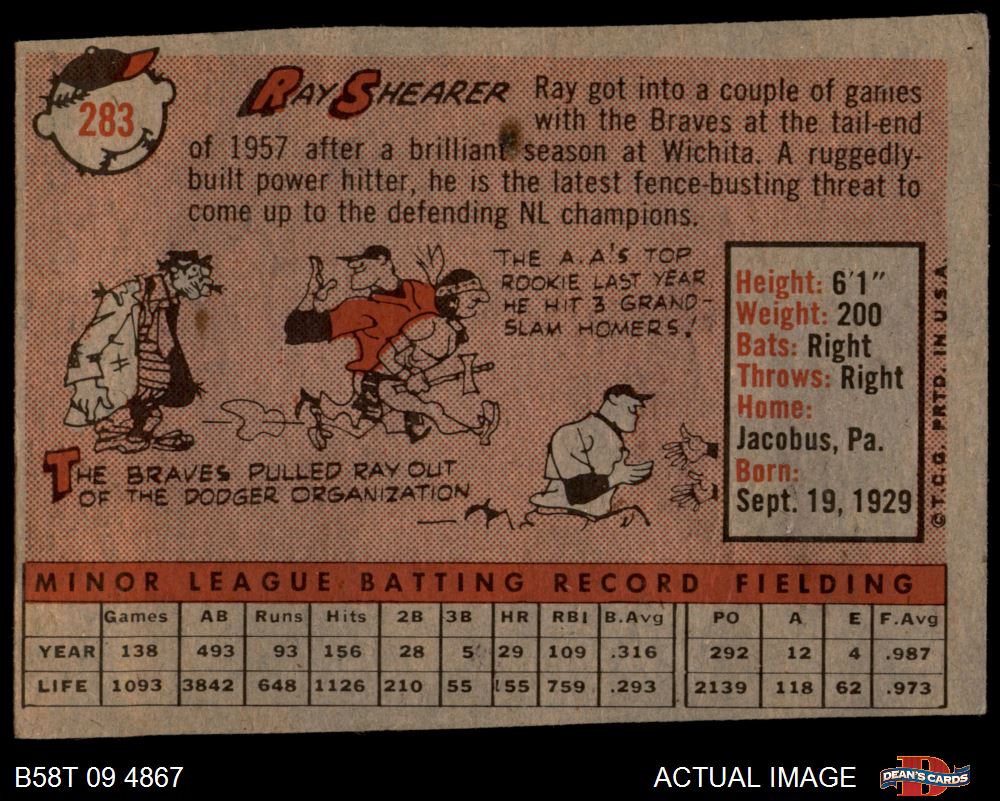 283
RAY SHEARER
Ray got into a couple of games
with the Braves at the tail-end
of 1957 after a brilliant season at Wichita. A ruggedly-
built power hitter, he is the latest fence-busting threat to
come up to the defending NL champions.
THE A.A'S TOP
ROOKIE LAST YEAR
HE HIT 3 GRAND-
SLAM HOMERS!
THE BRAVES PULLED RAY OUT
OF THE DODGER ORGANIZATION
Height: 6'1"
Weight: 200
Bats: Right
Throws: Right
Home:
Jacobus, Pa.
Born:
Sept. 19, 1929
© T.C.G. PRTD. IN U.S.A.
MINOR LEAGUE BATTING RECORD FIELDING
Games AB Runs Hits 2B 3B HR RBI B.Avg PO A E F.Avg
YEAR 138 493 93 156 28 5 29 109 .316 292 12 4 .987
LIFE 1093 3842 648 1126 210 55 155 759 .293 2139 118 62 .973
B58T 09 4867
ACTUAL IMAGE
DEAN'S CARDS